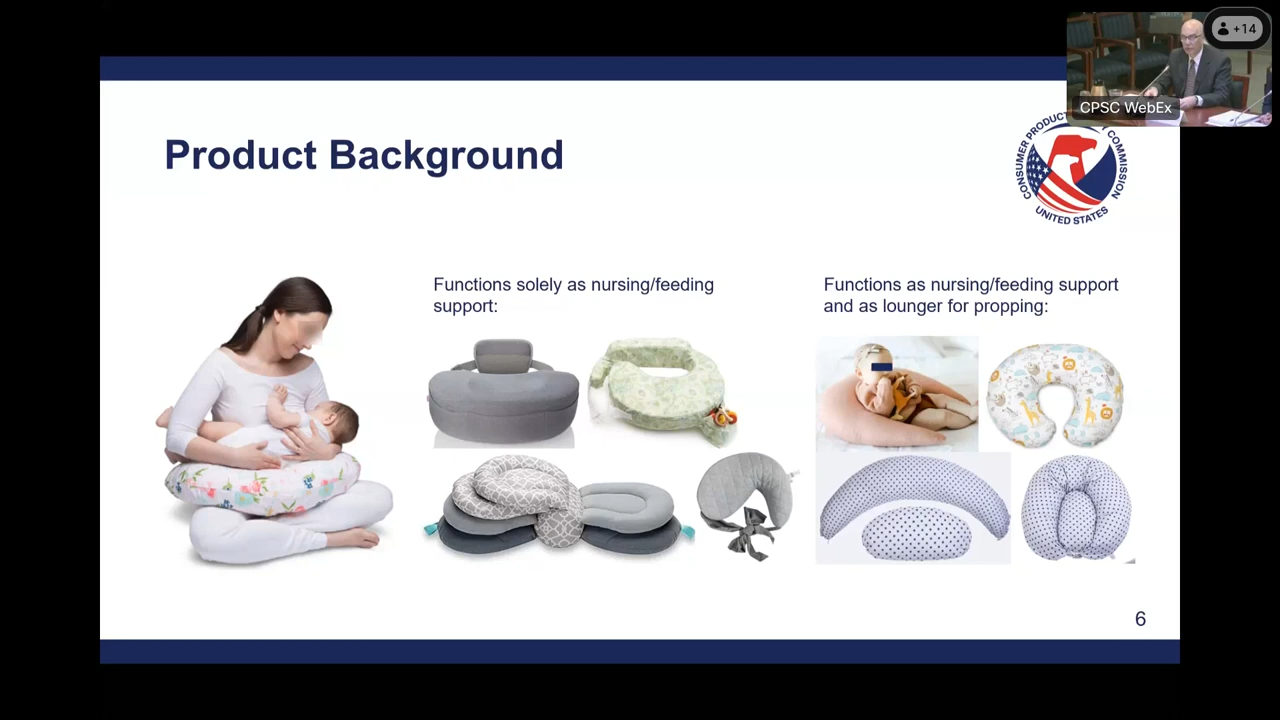 +14
CPSC WebEx
Product Background
CONSUMER PRODUCT COMMISSION
UNITED STATES
Functions solely as nursing/feeding
support:
Functions as nursing/feeding support
and as lounger for propping:
6